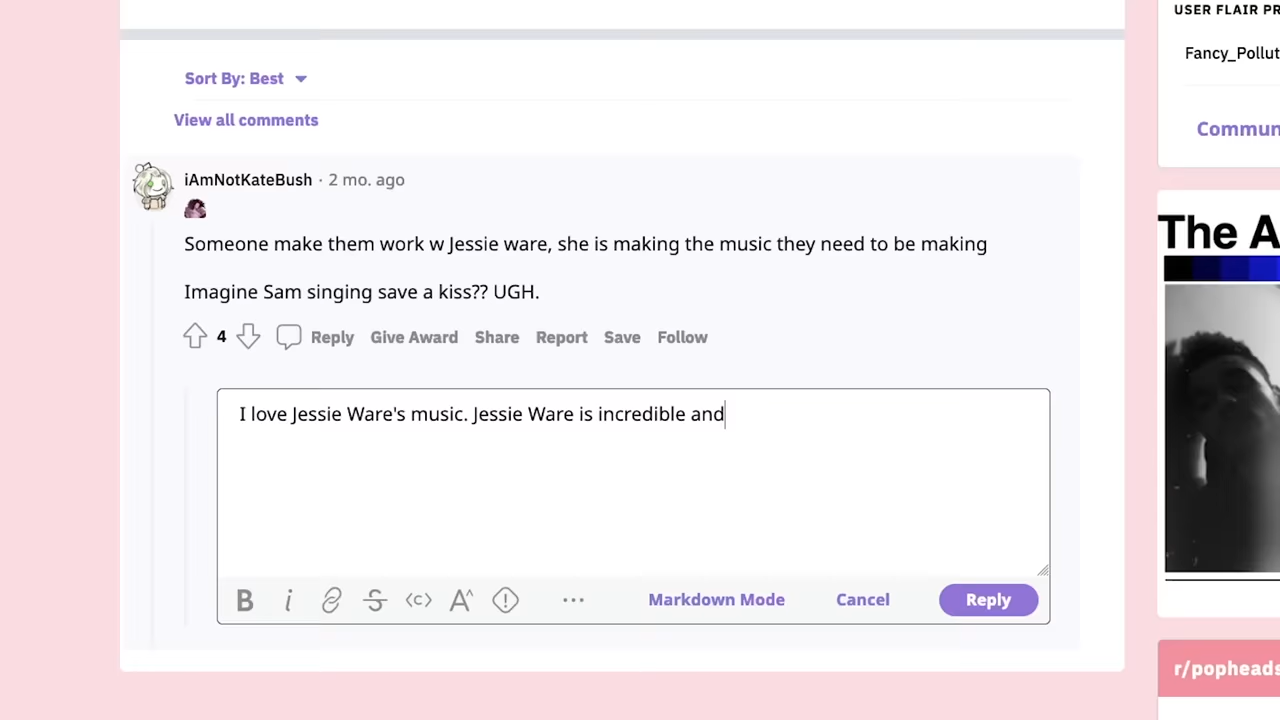 USER FLAIR PR
Fancy_Pollut
Sort By: Best
View all comments
Commun
iAmNotKateBush · 2 mo. ago
Someone make them work w Jessie ware, she is making the music they need to be making
Imagine Sam singing save a kiss?? UGH.
4 Reply Give Award Share Report Save Follow
The A
I love Jessie Ware's music. Jessie Ware is incredible and
B i <c> A^ ... Markdown Mode Cancel Reply
r/popheads